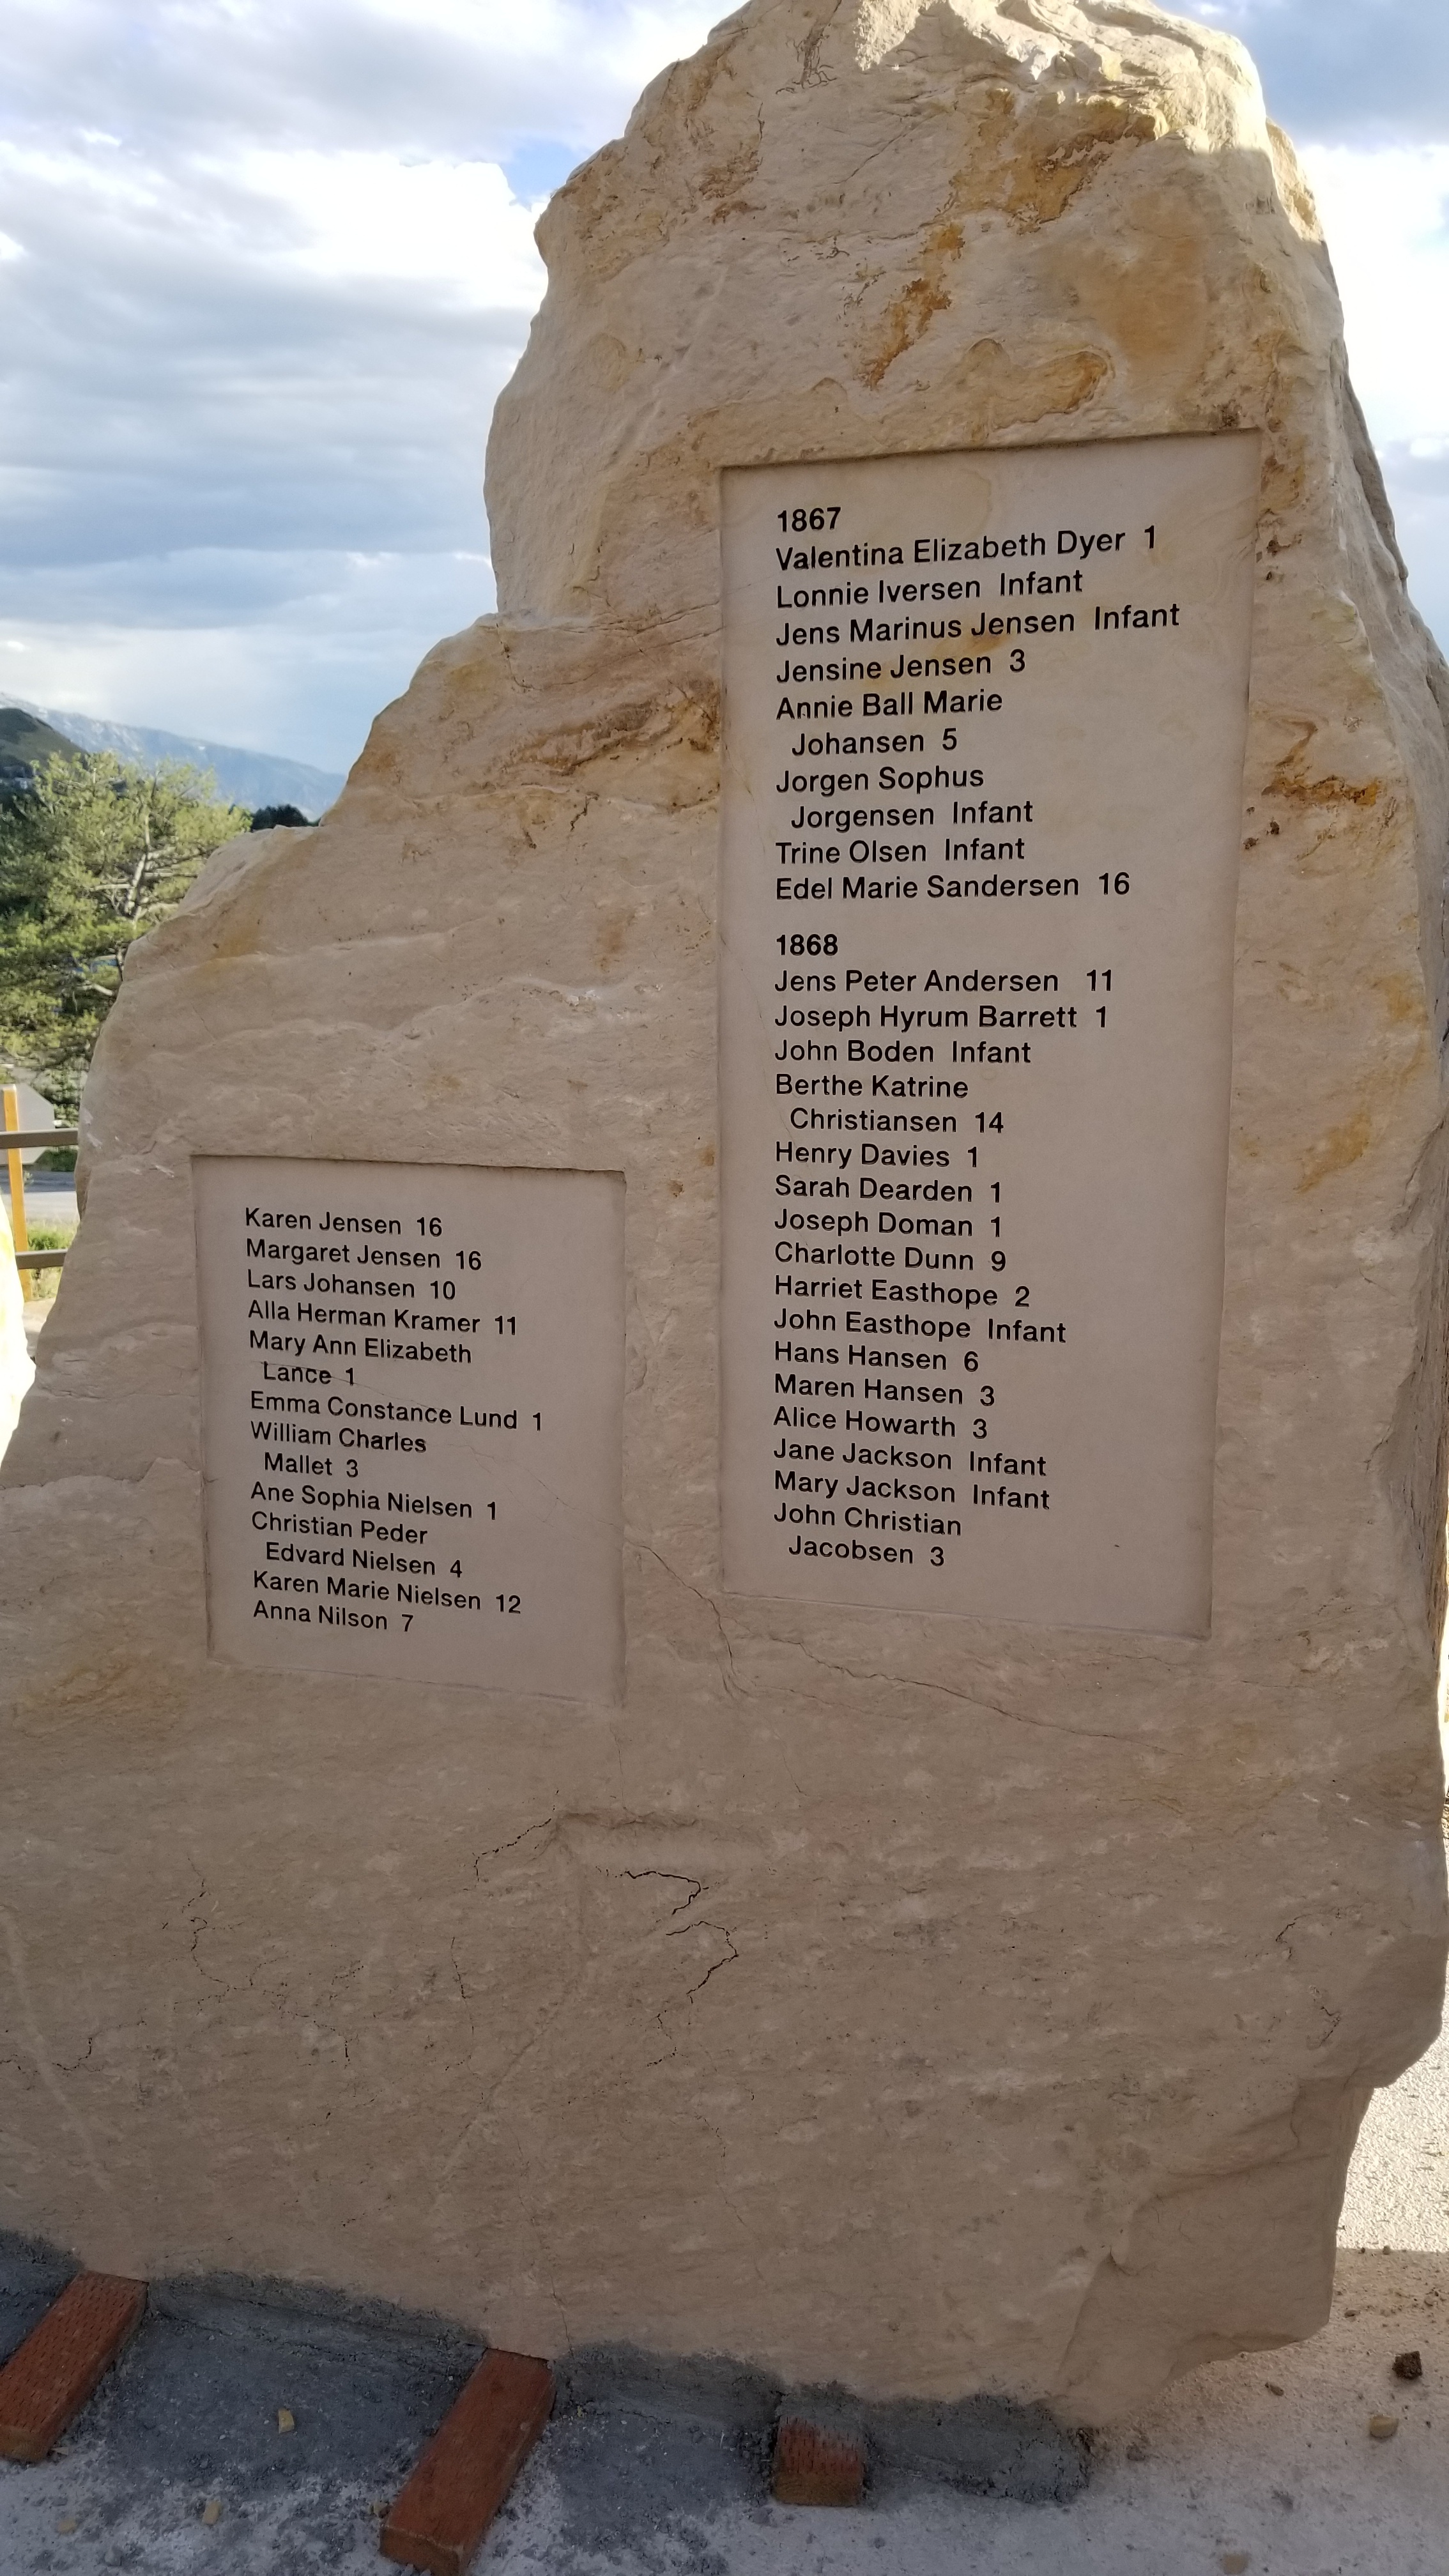 Karen Jensen 16
Margaret Jensen 16
Lars Johansen 10
Alla Herman Kramer 11
Mary Ann Elizabeth
Lance 1
Emma Constance Lund 1
William Charles
Mallet 3
Ane Sophia Nielsen 1
Christian Peder
Edvard Nielsen 4
Karen Marie Nielsen 12
Anna Nilson 7
1867
Valentina Elizabeth Dyer 1
Lonnie Iversen Infant
Jens Marinus Jensen Infant
Jensine Jensen 3
Annie Ball Marie
Johansen 5
Jorgen Sophus
Jorgensen Infant
Trine Olsen Infant
Edel Marie Sandersen 16
1868
Jens Peter Andersen 11
Joseph Hyrum Barrett 1
John Boden Infant
Berthe Katrine
Christiansen 14
Henry Davies 1
Sarah Dearden 1
Joseph Doman 1
Charlotte Dunn 9
Harriet Easthope 2
John Easthope Infant
Hans Hansen 6
Maren Hansen 3
Alice Howarth 3
Jane Jackson Infant
Mary Jackson Infant
John Christian
Jacobsen 3